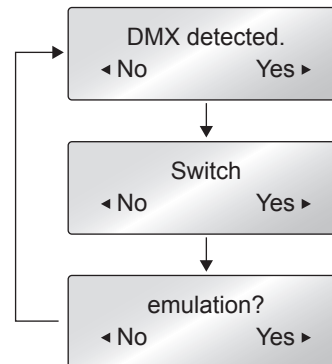 DMX detected.
◂ No Yes ▸
Switch
◂ No Yes ▸
emulation?
◂ No Yes ▸